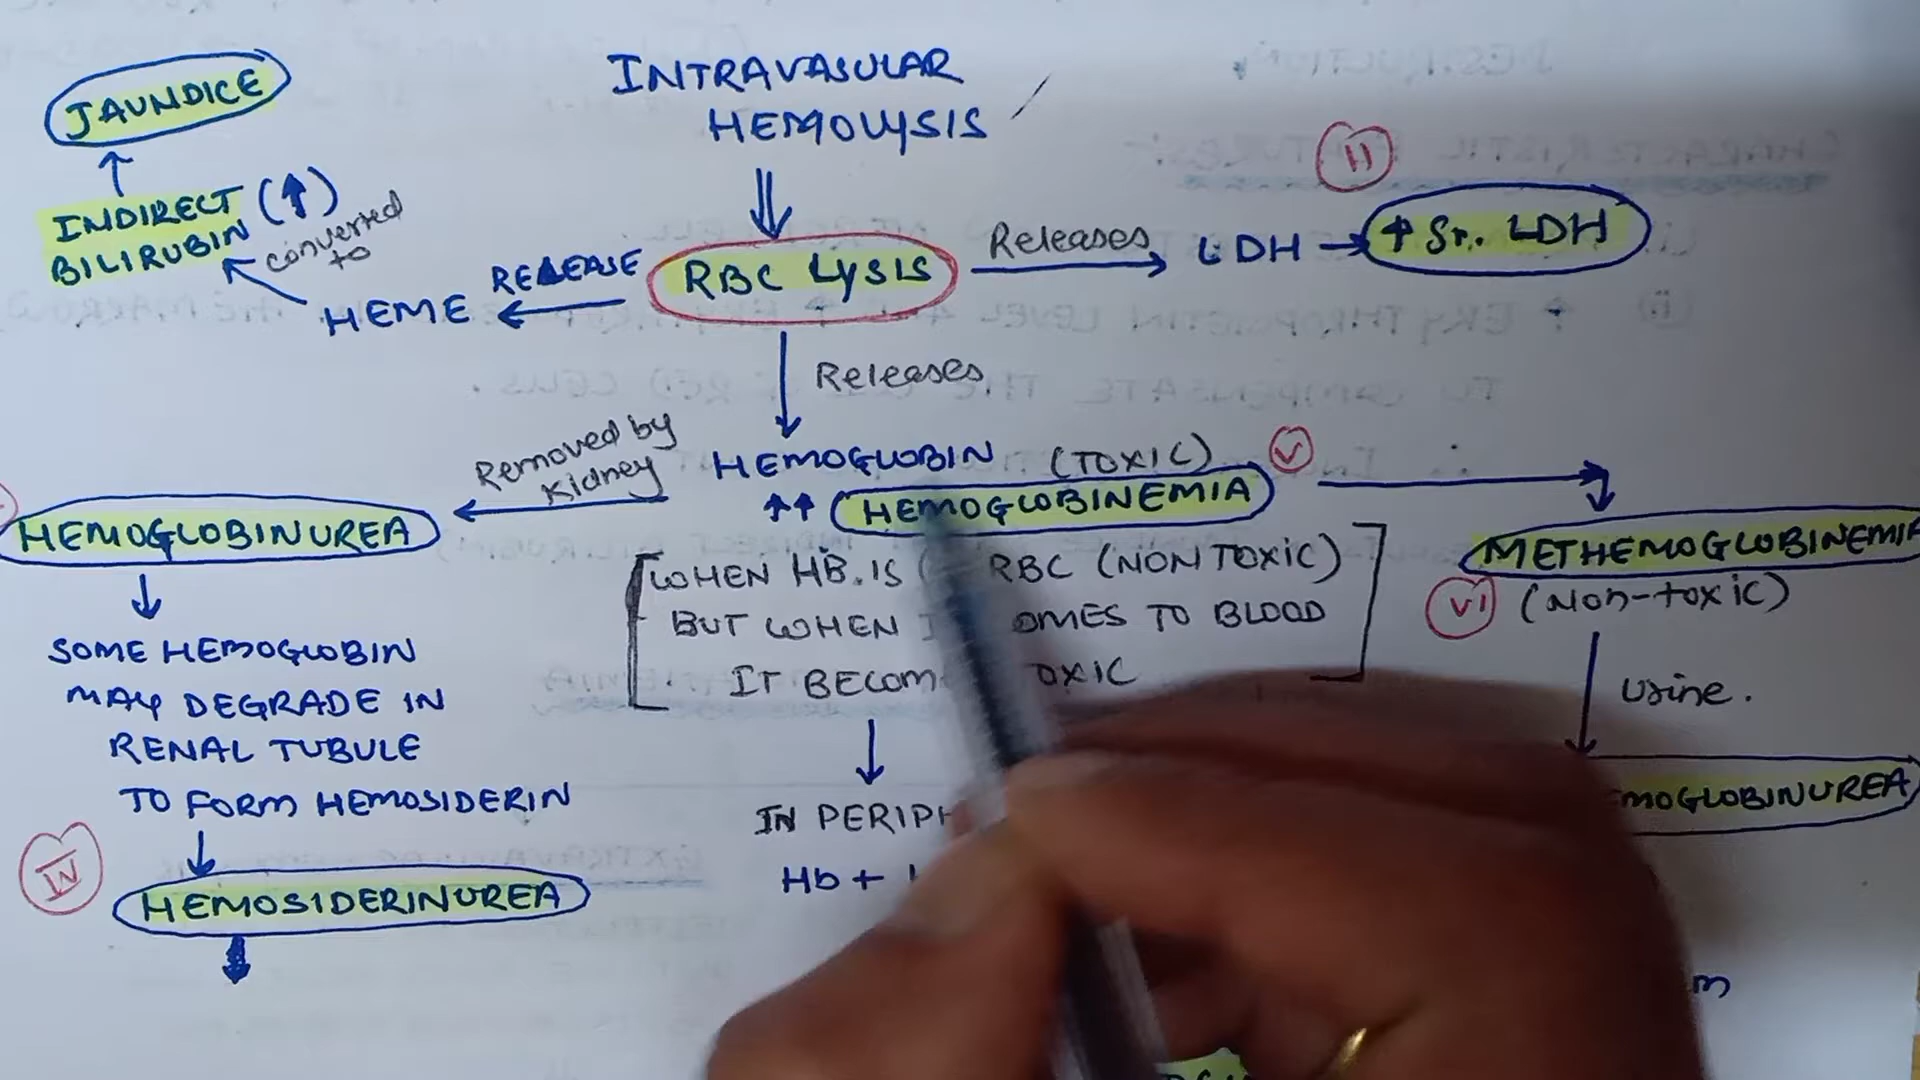 JAUNDICE
INTRAVASULAR
HEMOLYSIS
INDIRECT (↑)
BILIRUBIN
converted
to
HEME
RELEASE
RBC LYSIS
Releases
LDH → ↑ Sr. LDH
II
Releases
HEMOGLOBIN (TOXIC)
↑↑ HEMOGLOBINEMIA
V
Removed by
Kidney
HEMOGLOBINUREA
WHEN HB. IS RBC (NON TOXIC)
BUT WHEN OMES TO BLOOD
IT BECOM OXIC
METHEMOGLOBINEMIA
VI (Non-toxic)
Urine.
MOGLOBINUREA
SOME HEMOGLOBIN
MAY DEGRADE IN
RENAL TUBULE
TO FORM HEMOSIDERIN
IV
HEMOSIDERINUREA
IN PERIPH
Hb +
m